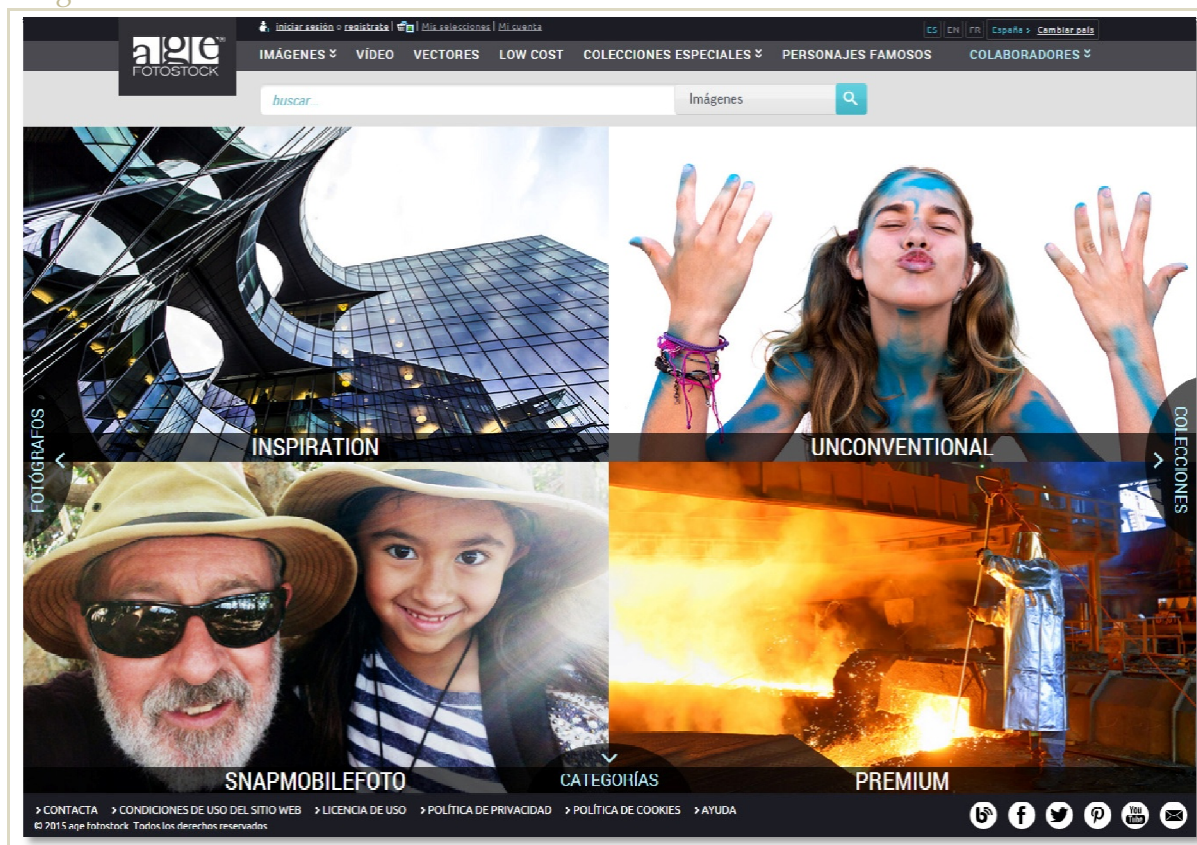 iniciar sesión o regístrate | Mis selecciones | Mi cuenta
ES EN FR España > Cambiar país
age
FOTOSTOCK
IMÁGENES VÍDEO VECTORES LOW COST COLECCIONES ESPECIALES PERSONAJES FAMOSOS COLABORADORES
buscar...
Imágenes
INSPIRATION
UNCONVENTIONAL
FOTÓGRAFOS
COLECCIONES
SNAPMOBILEFOTO
CATEGORÍAS
PREMIUM
> CONTACTA > CONDICIONES DE USO DEL SITIO WEB > LICENCIA DE USO > POLÍTICA DE PRIVACIDAD > POLÍTICA DE COOKIES > AYUDA
© 2015 age fotostock. Todos los derechos reservados
You
Tube